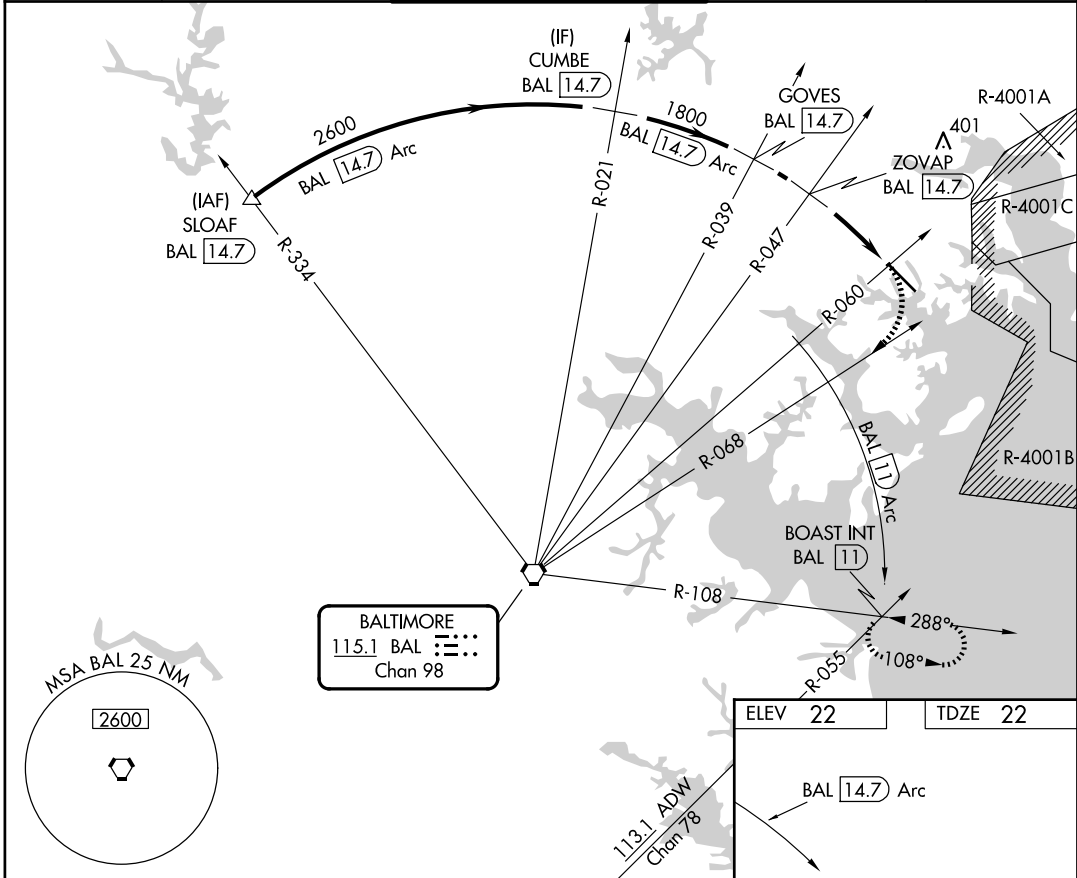 (IF)
CUMBE
BAL 14.7
2600
BAL 14.7 Arc
1800
BAL 14.7 Arc
GOVES
BAL 14.7
R-4001A
401
ZOVAP
BAL 14.7
R-4001C
(IAF)
SLOAF
BAL 14.7
R-334
R-021
R-039
R-047
R-060
R-068
BAL 11 Arc
R-4001B
BOAST INT
BAL 11
R-108
288°
108°
R-055
BALTIMORE
115.1 BAL
Chan 98
MSA BAL 25 NM
2600
113.1 ADW
Chan 78
ELEV 22
TDZE 22
BAL 14.7 Arc